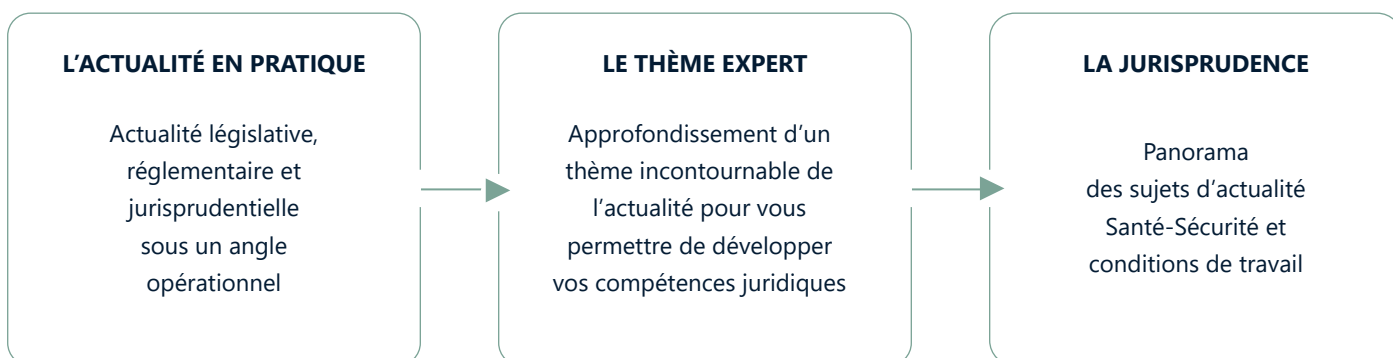 L'ACTUALITÉ EN PRATIQUE
Actualité législative,
réglementaire et
jurisprudentielle
sous un angle
opérationnel
LE THÈME EXPERT
Approfondissement d'un
thème incontournable de
l'actualité pour vous
permettre de développer
vos compétences juridiques
LA JURISPRUDENCE
Panorama
des sujets d'actualité
Santé-Sécurité et
conditions de travail